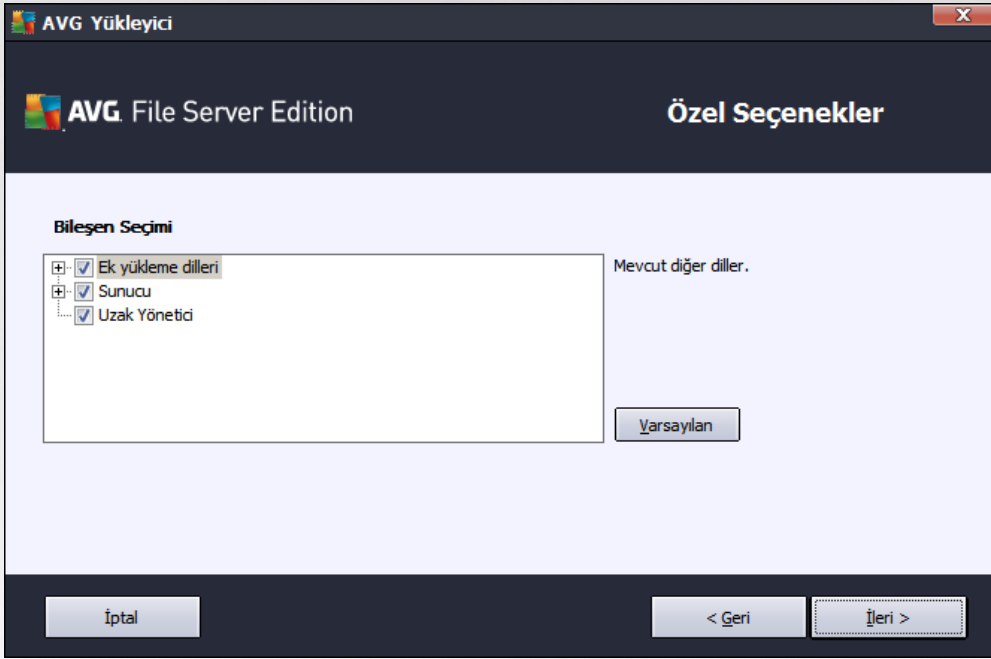 AVG Yükleyici
AVG. File Server Edition
Özel Seçenekler
Bileşen Seçimi
Ek yükleme dilleri
Sunucu
Uzak Yönetici
Mevcut diğer diller.
Varsayılan
İptal
< Geri
İleri >